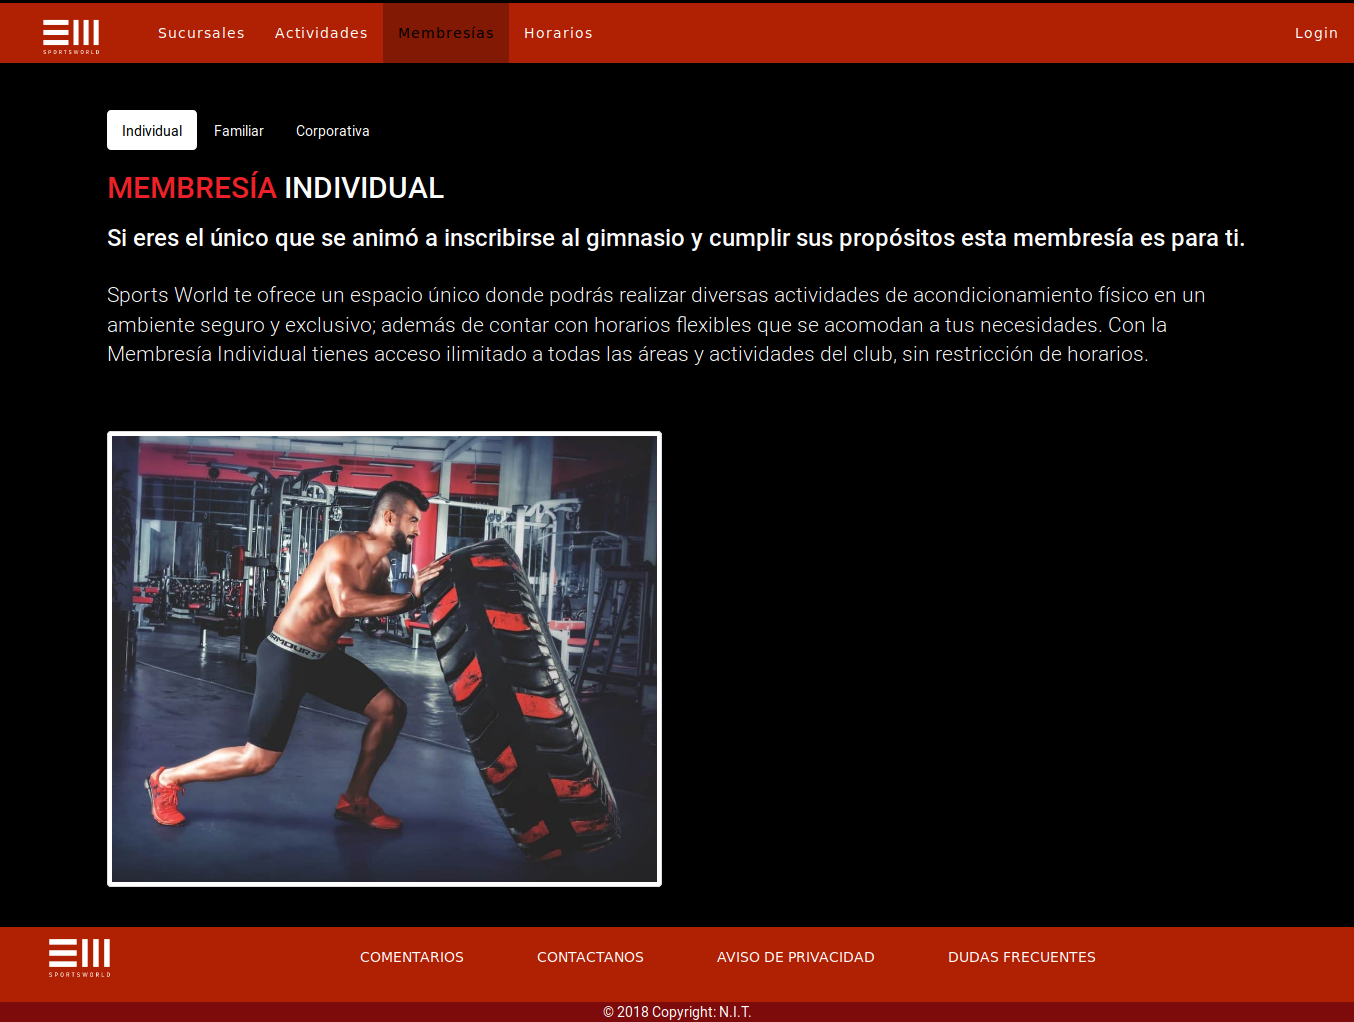 SPORTSWORLD
Sucursales
Actividades
Membresías
Horarios
Login
Individual
Familiar
Corporativa
MEMBRESÍA INDIVIDUAL
Si eres el único que se animó a inscribirse al gimnasio y cumplir sus propósitos esta membresía es para ti.
Sports World te ofrece un espacio único donde podrás realizar diversas actividades de acondicionamiento físico en un
ambiente seguro y exclusivo; además de contar con horarios flexibles que se acomodan a tus necesidades. Con la
Membresía Individual tienes acceso ilimitado a todas las áreas y actividades del club, sin restricción de horarios.
SPORTSWORLD
COMENTARIOS
CONTACTANOS
AVISO DE PRIVACIDAD
DUDAS FRECUENTES
© 2018 Copyright: N.I.T.